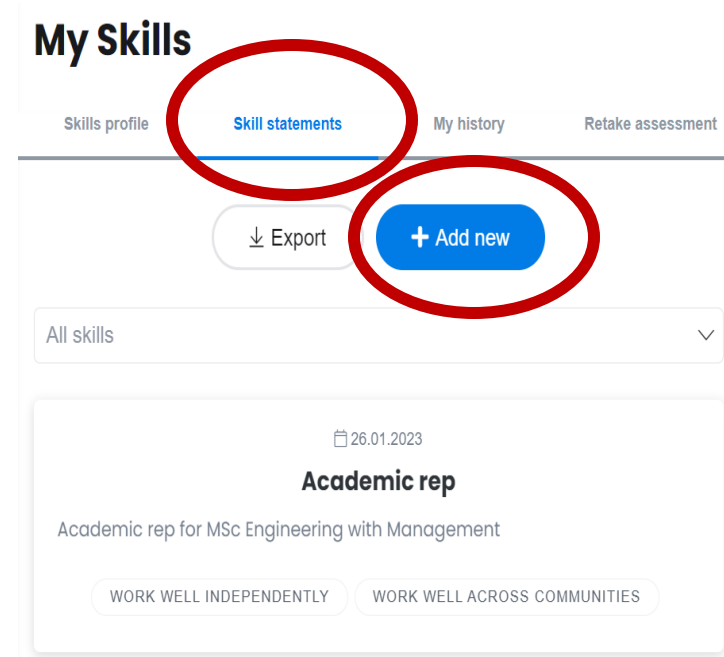 My Skills
Skills profile Skill statements My history Retake assessment
Export + Add new
All skills
26.01.2023
Academic rep
Academic rep for MSc Engineering with Management
WORK WELL INDEPENDENTLY WORK WELL ACROSS COMMUNITIES